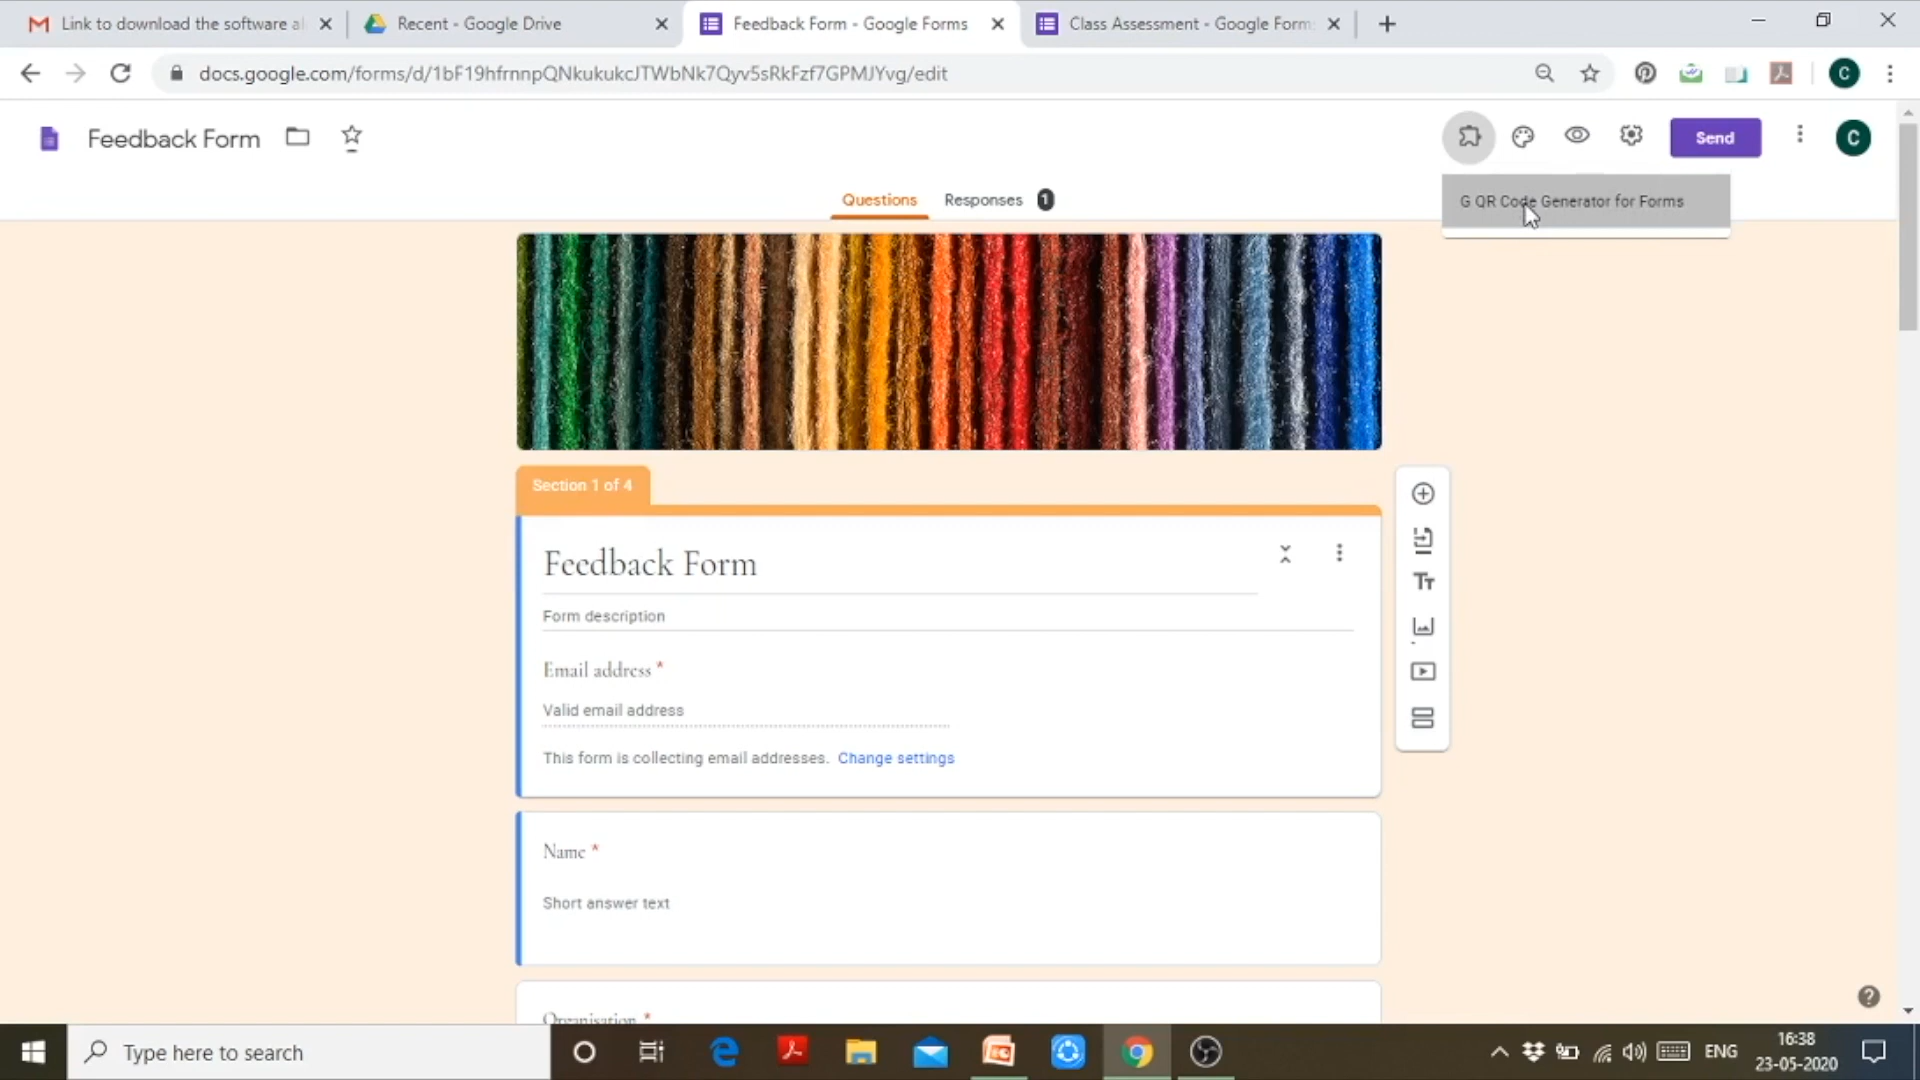 Link to download the software al
Recent - Google Drive
Feedback Form - Google Forms
Class Assessment - Google Form
docs.google.com/forms/d/1bF19hfrnnpQNkukukcJTWbNk7Qyv5sRkFzf7GPMJYvg/edit
C
Feedback Form
Send
C
Questions
Responses 1
G QR Code Generator for Forms
Section 1 of 4
Feedback Form
Form description
Email address *
Valid email address
This form is collecting email addresses. Change settings
Name *
Short answer text
Organisation *
Type here to search
ENG
16:38
23-05-2020